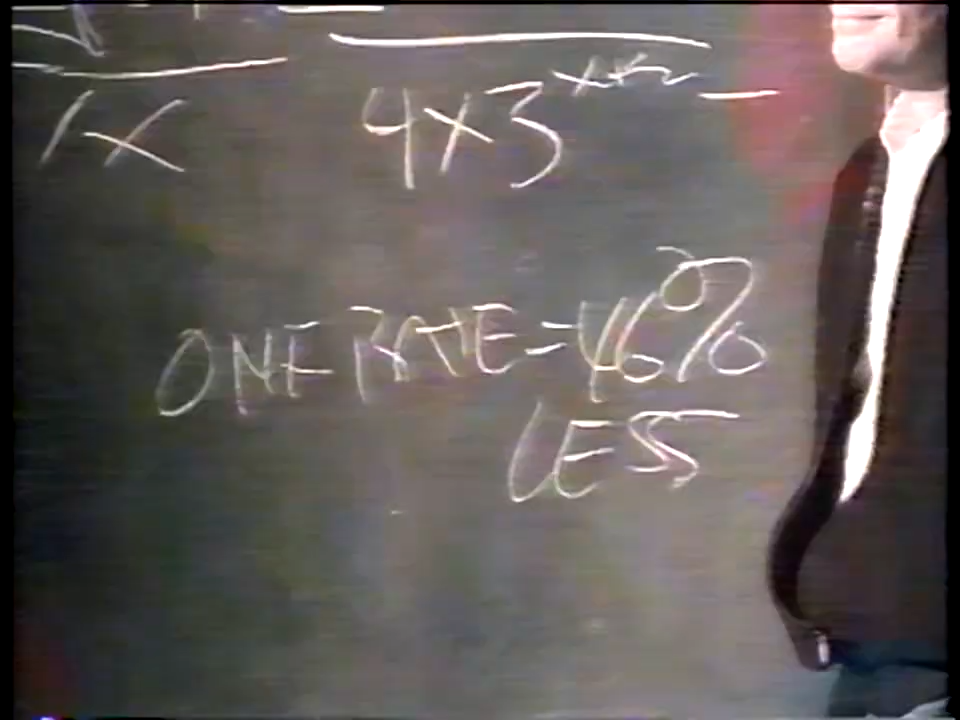 1x
4x3
ONE RATE = 46%
LESS